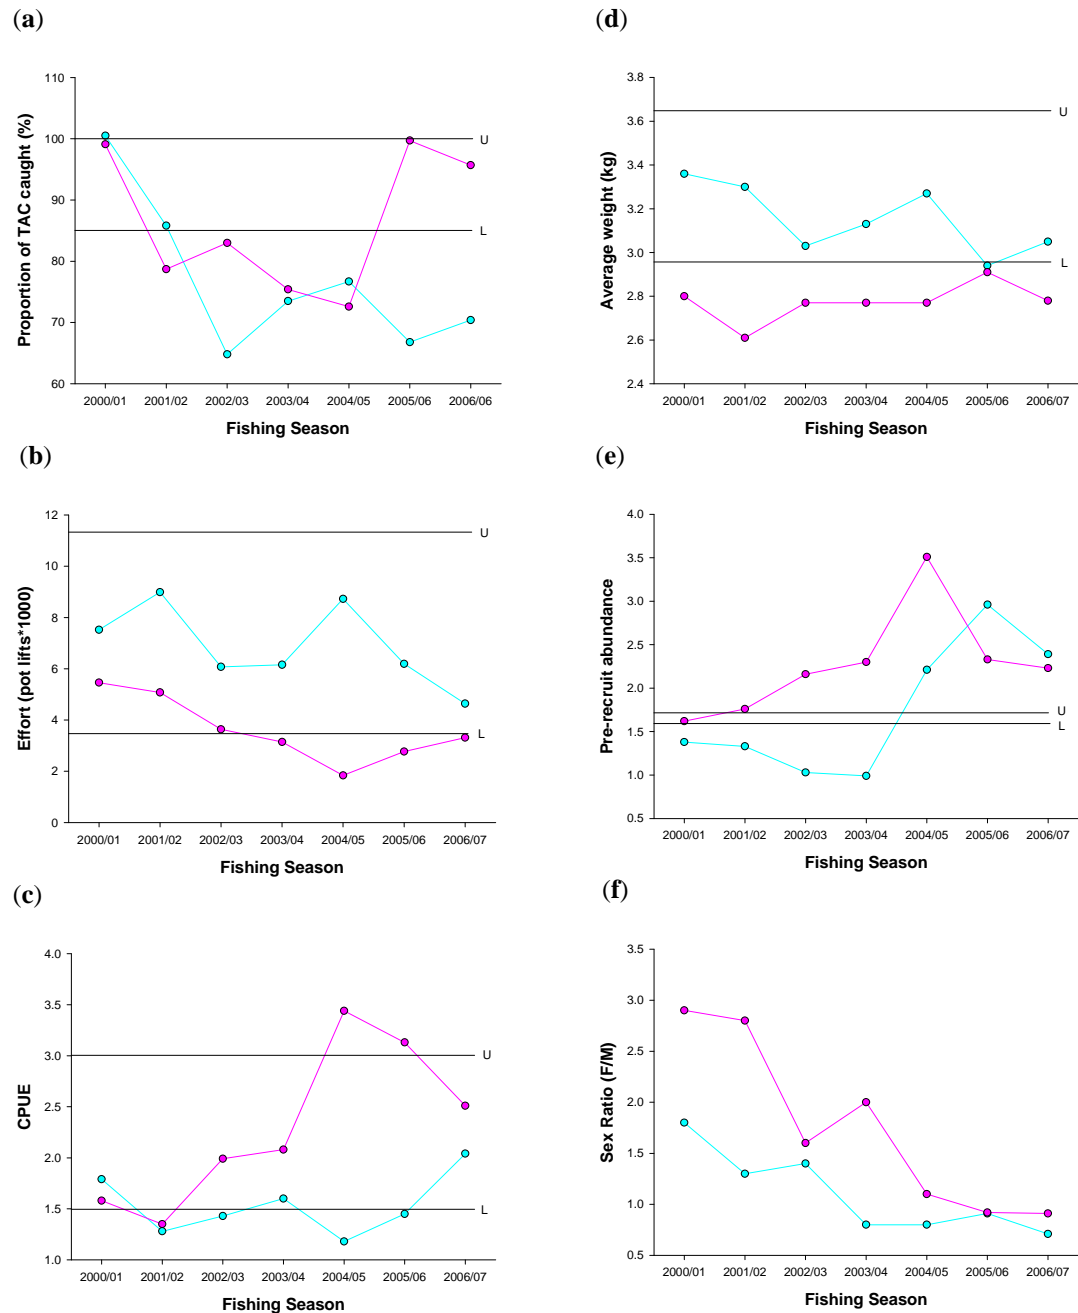 (a)
110
100
90
80
70
60
Proportion of TAC caught (%)
U
L
2000/01 2001/02 2002/03 2003/04 2004/05 2005/06 2006/06
Fishing Season
(b)
12
10
8
6
4
2
0
Effort (pot lifts*1000)
U
L
2000/01 2001/02 2002/03 2003/04 2004/05 2005/06 2006/07
Fishing Season
(c)
4.0
3.5
3.0
2.5
2.0
1.5
1.0
CPUE
U
L
2000/01 2001/02 2002/03 2003/04 2004/05 2005/06 2006/07
Fishing Season
(d)
3.8
3.6
3.4
3.2
3.0
2.8
2.6
2.4
Average weight (kg)
U
L
2000/01 2001/02 2002/03 2003/04 2004/05 2005/06 2006/07
Fishing Season
(e)
4.0
3.5
3.0
2.5
2.0
1.5
1.0
0.5
Pre-recruit abundance
U
L
2000/01 2001/02 2002/03 2003/04 2004/05 2005/06 2006/07
Fishing Season
(f)
3.5
3.0
2.5
2.0
1.5
1.0
0.5
Sex Ratio (F/M)
2000/01 2001/02 2002/03 2003/04 2004/05 2005/06 2006/07
Fishing Season